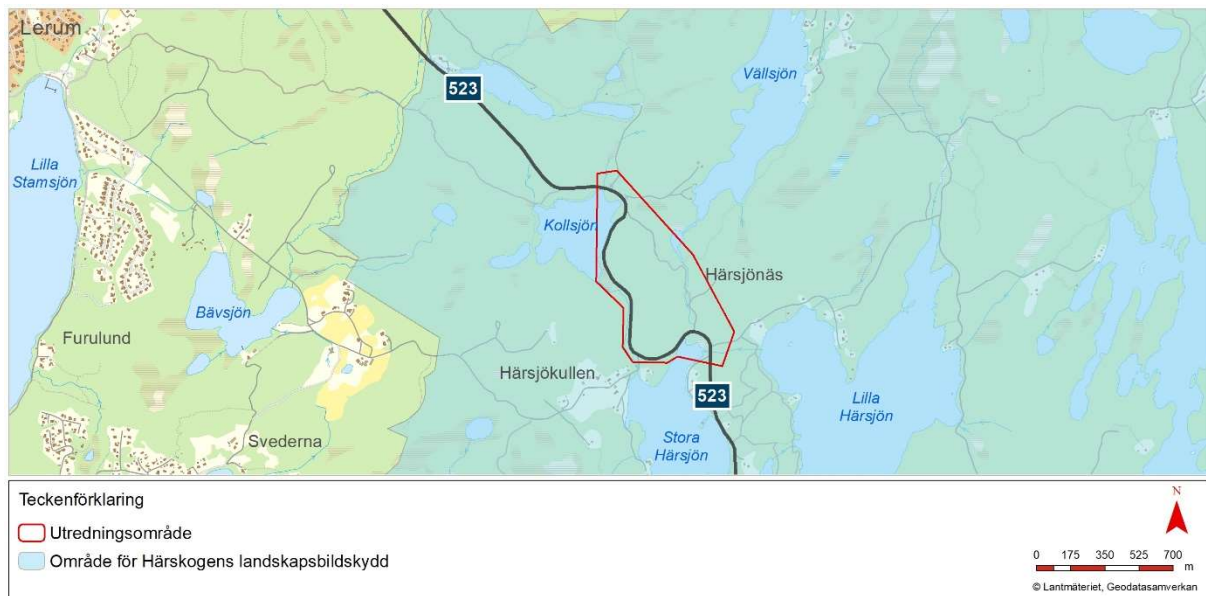 Lerum
523
Vällsjön
Lilla
Stamsjön
Kollsjön
Härsjönäs
Bävsjön
Furulund
Härsjökullen
523
Lilla
Härsjön
Svederna
Stora
Härsjön
Teckenförklaring
Utredningsområde
Område för Härskogens landskapsbildskydd
N
0 175 350 525 700
m
© Lantmäteriet, Geodatasamverkan